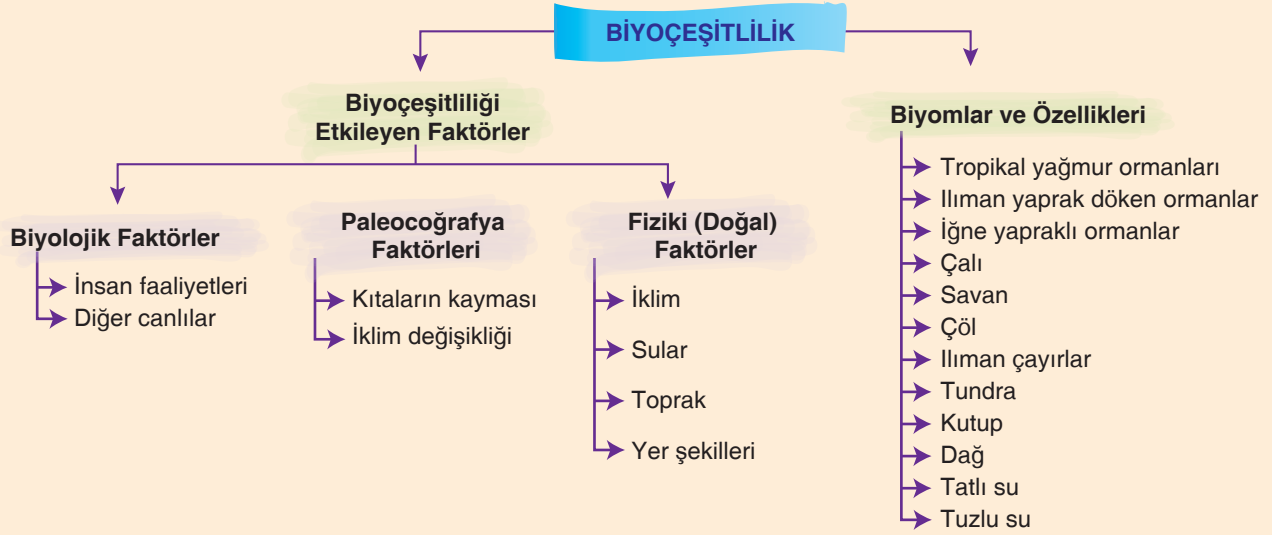 BİYOÇEŞİTLİLİK
Biyoçeşitliliği
Etkileyen Faktörler
Biyolojik Faktörler
İnsan faaliyetleri
Diğer canlılar
Paleocoğrafya
Faktörleri
Kıtaların kayması
İklim değişikliği
Fiziki (Doğal)
Faktörler
İklim
Sular
Toprak
Yer şekilleri
Biyomlar ve Özellikleri
Tropikal yağmur ormanları
Ilıman yaprak döken ormanlar
İğne yapraklı ormanlar
Çalı
Savan
Çöl
Ilıman çayırlar
Tundra
Kutup
Dağ
Tatlı su
Tuzlu su